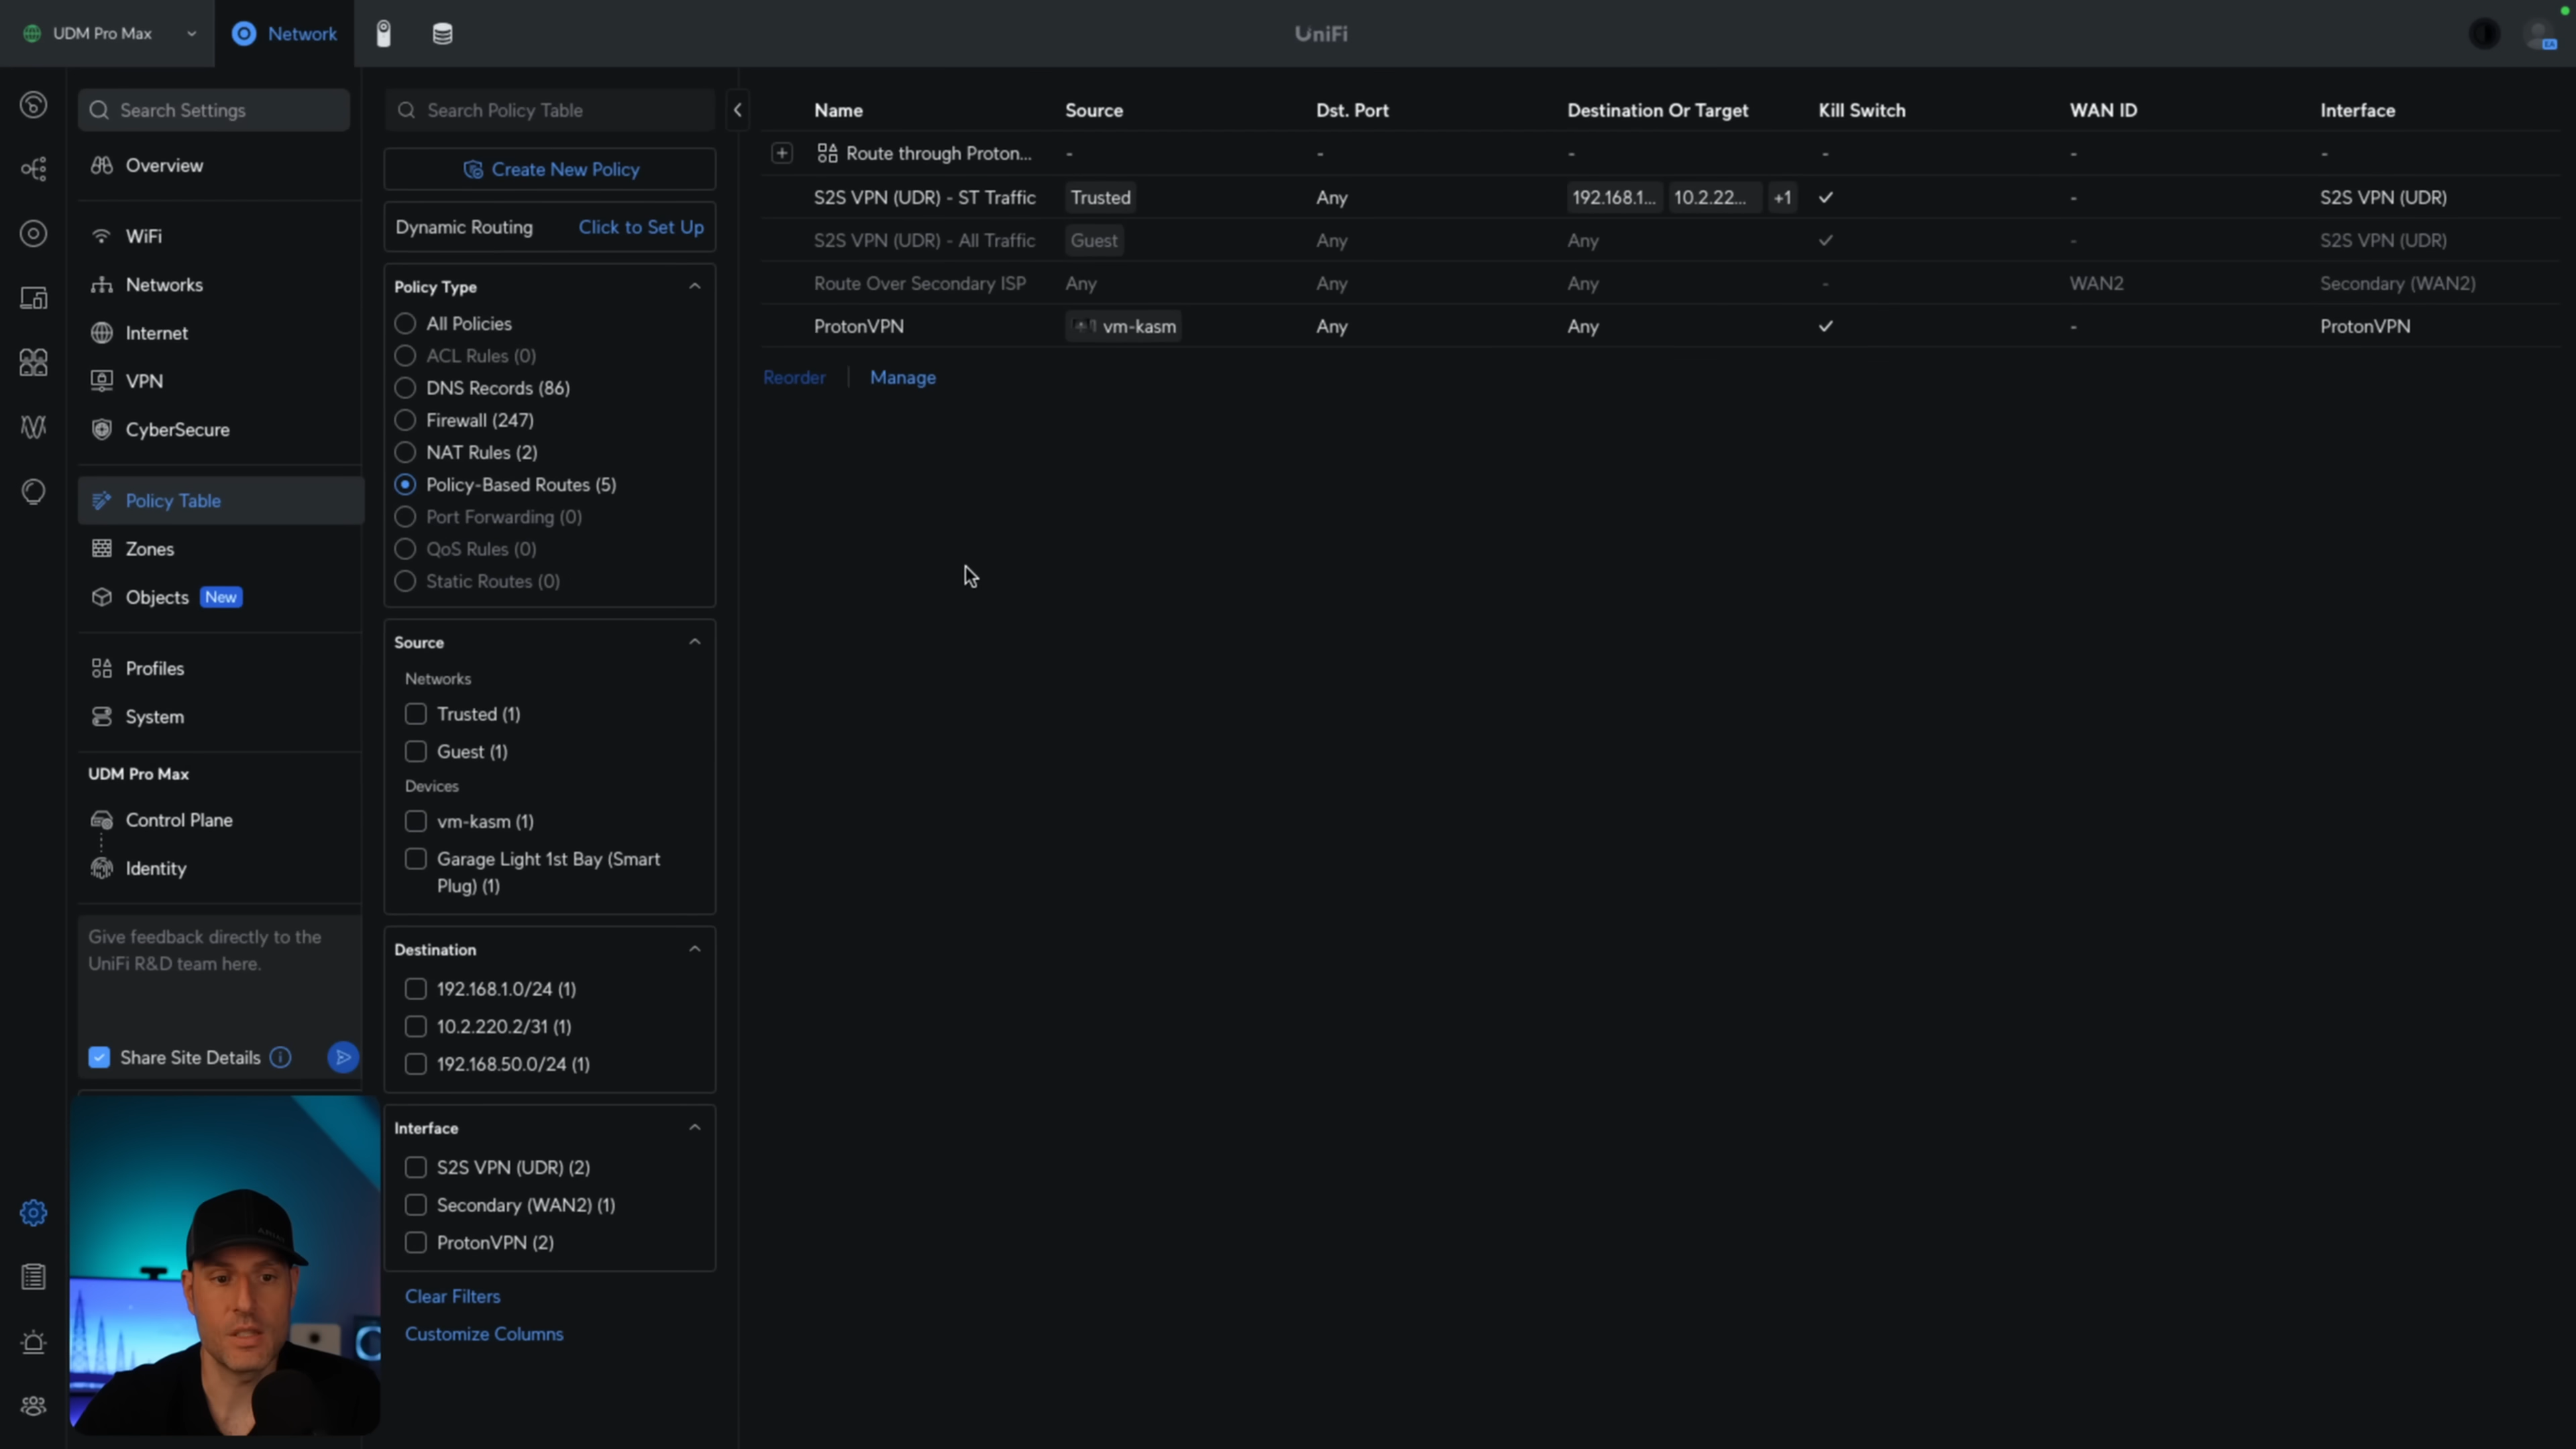 UDM Pro Max
Network
UniFi
Search Settings
Overview
WiFi
Networks
Internet
VPN
CyberSecure
Policy Table
Zones
Objects New
Profiles
System
UDM Pro Max
Control Plane
Identity
Give feedback directly to the
UniFi R&D team here.
Share Site Details
Search Policy Table
Create New Policy
Dynamic Routing Click to Set Up
Policy Type
All Policies
ACL Rules (0)
DNS Records (86)
Firewall (247)
NAT Rules (2)
Policy-Based Routes (5)
Port Forwarding (0)
QoS Rules (0)
Static Routes (0)
Source
Networks
Trusted (1)
Guest (1)
Devices
vm-kasm (1)
Garage Light 1st Bay (Smart
Plug) (1)
Destination
192.168.1.0/24 (1)
10.2.220.2/31 (1)
192.168.50.0/24 (1)
Interface
S2S VPN (UDR) (2)
Secondary (WAN2) (1)
ProtonVPN (2)
Clear Filters
Customize Columns
Name Source Dst. Port Destination Or Target Kill Switch WAN ID Interface
Route through Proton... - - - - - -
S2S VPN (UDR) - ST Traffic Trusted Any 192.168.1... 10.2.22... +1 - S2S VPN (UDR)
S2S VPN (UDR) - All Traffic Guest Any Any - S2S VPN (UDR)
Route Over Secondary ISP Any Any Any - WAN2 Secondary (WAN2)
ProtonVPN vm-kasm Any Any - ProtonVPN
Reorder Manage